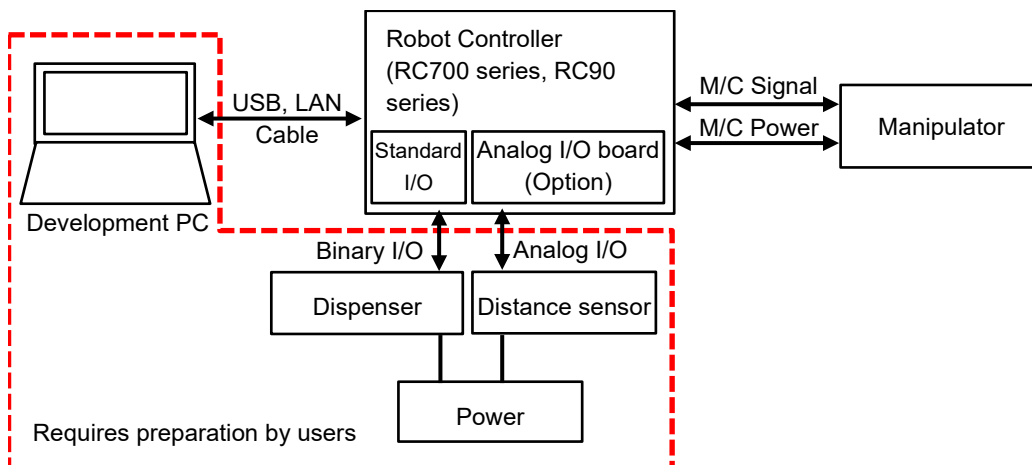 Robot Controller
(RC700 series, RC90
series)
USB, LAN
Cable
M/C Signal
M/C Power
Manipulator
Standard
I/O
Analog I/O board
(Option)
Development PC
Binary I/O
Analog I/O
Dispenser
Distance sensor
Power
Requires preparation by users